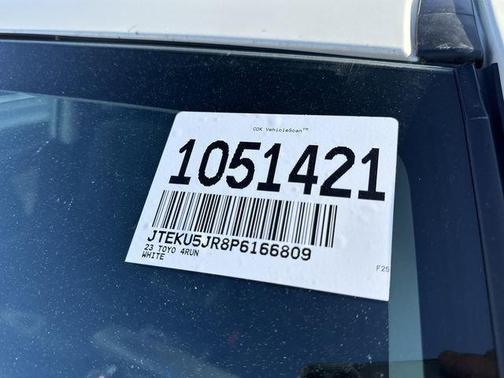 CDK VehicleScan™
1051421
JTEKU5JR8P6166809
23 TOYO 4RUN
WHITE
F25